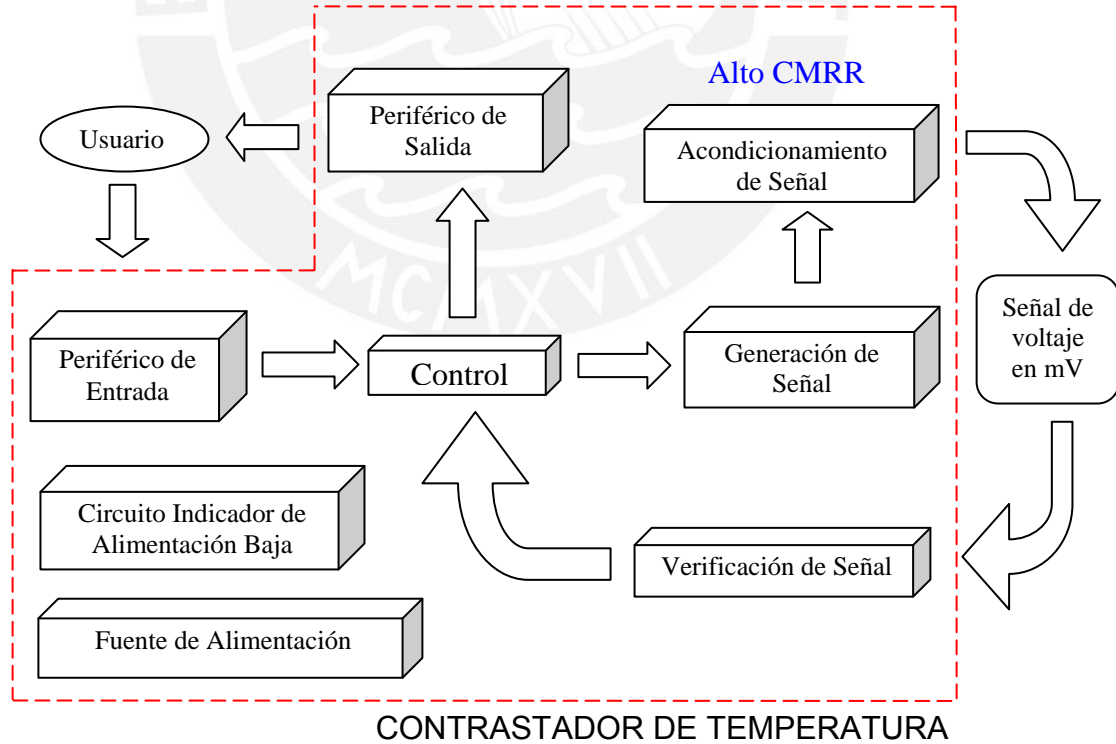 Alto CMRR
Periférico de
Salida
Usuario
Acondicionamiento
de Señal
MCMXVII
Señal de
voltaje
en mV
Periférico de
Entrada
Control
Generación de
Señal
Circuito Indicador de
Alimentación Baja
Verificación de Señal
Fuente de Alimentación
CONTRASTADOR DE TEMPERATURA